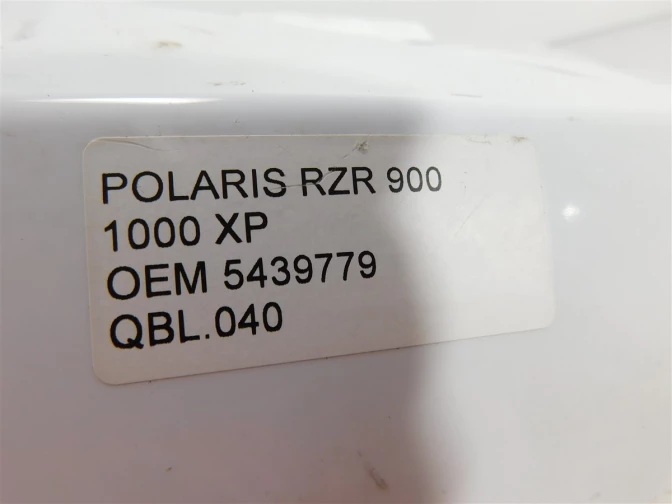 POLARIS RZR 900
1000 XP
OEM 5439779
QBL.040